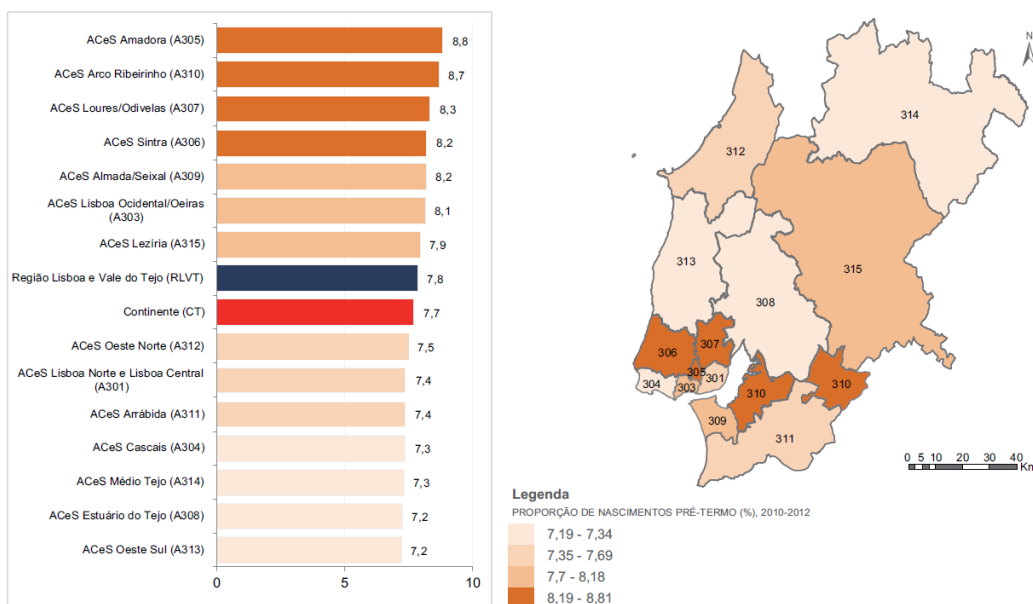 ACeS Amadora (A305)
8,8
ACeS Arco Ribeirinho (A310)
8,7
ACeS Loures/Odivelas (A307)
8,3
ACeS Sintra (A306)
8,2
ACeS Almada/Seixal (A309)
8,2
ACeS Lisboa Ocidental/Oeiras
(A303)
8,1
ACeS Lezíria (A315)
7,9
Região Lisboa e Vale do Tejo (RLVT)
7,8
Continente (CT)
7,7
ACeS Oeste Norte (A312)
7,5
ACeS Lisboa Norte e Lisboa Central
(A301)
7,4
ACeS Arrábida (A311)
7,4
ACeS Cascais (A304)
7,3
ACeS Médio Tejo (A314)
7,3
ACeS Estuário do Tejo (A308)
7,2
ACeS Oeste Sul (A313)
7,2
0 5 10
N
314
312
315
313
308
307
306
305
301
304
303
310
310
309
311
0 5 10 20 30 40
Km
Legenda
PROPORÇÃO DE NASCIMENTOS PRÉ-TERMO (%), 2010-2012
7,19 - 7,34
7,35 - 7,69
7,7 - 8,18
8,19 - 8,81